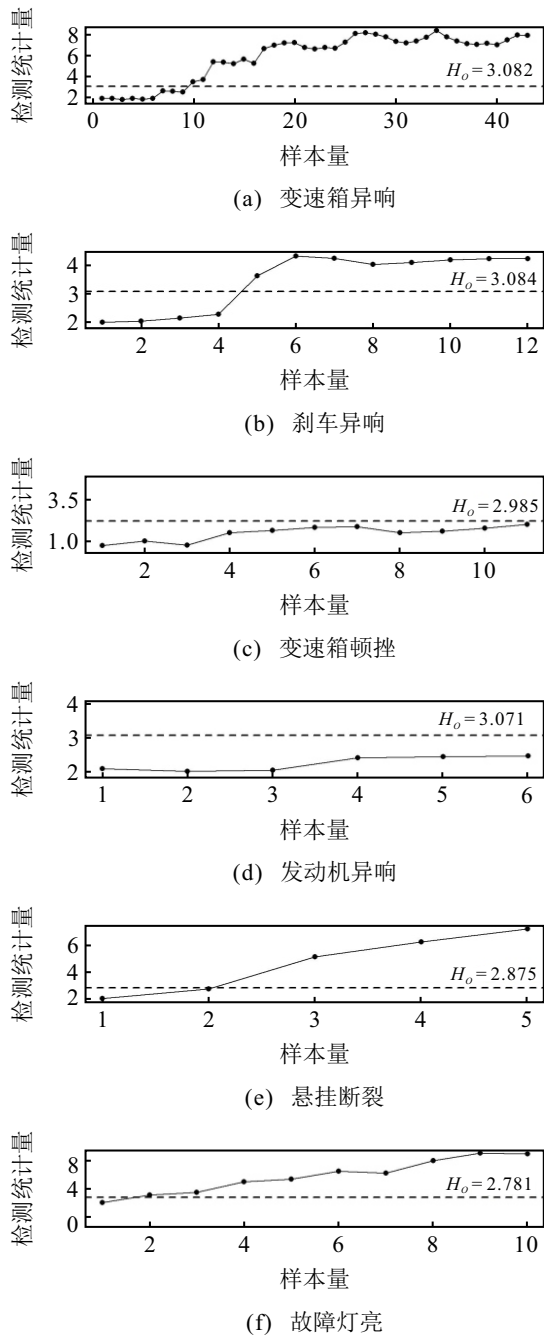 8
6
4
2
检测统计量
H₀=3.082
0 10 20 30 40
样本量
(a) 变速箱异响
4
3
2
检测统计量
H₀=3.084
2 4 6 8 10 12
样本量
(b) 刹车异响
3.5
1.0
检测统计量
H₀=2.985
2 4 6 8 10
样本量
(c) 变速箱顿挫
4
3
2
检测统计量
H₀=3.071
1 2 3 4 5 6
样本量
(d) 发动机异响
6
4
2
检测统计量
H₀=2.875
1 2 3 4 5
样本量
(e) 悬挂断裂
8
4
0
检测统计量
H₀=2.781
2 4 6 8 10
样本量
(f) 故障灯亮